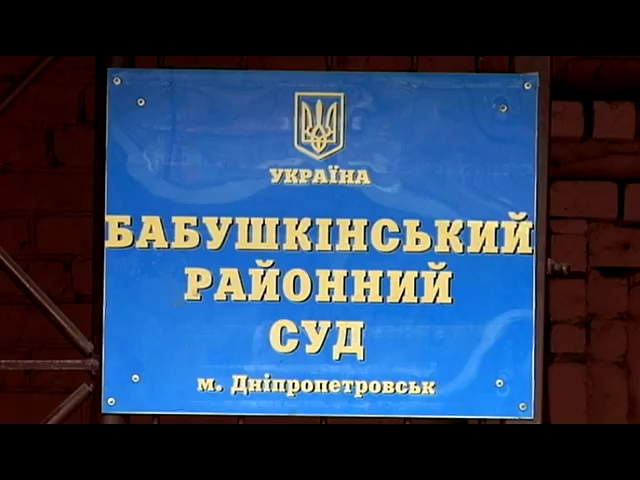 УКРАЇНА
БАБУШКІНСЬКИЙ
РАЙОННИЙ
СУД
м. Дніпропетровськ